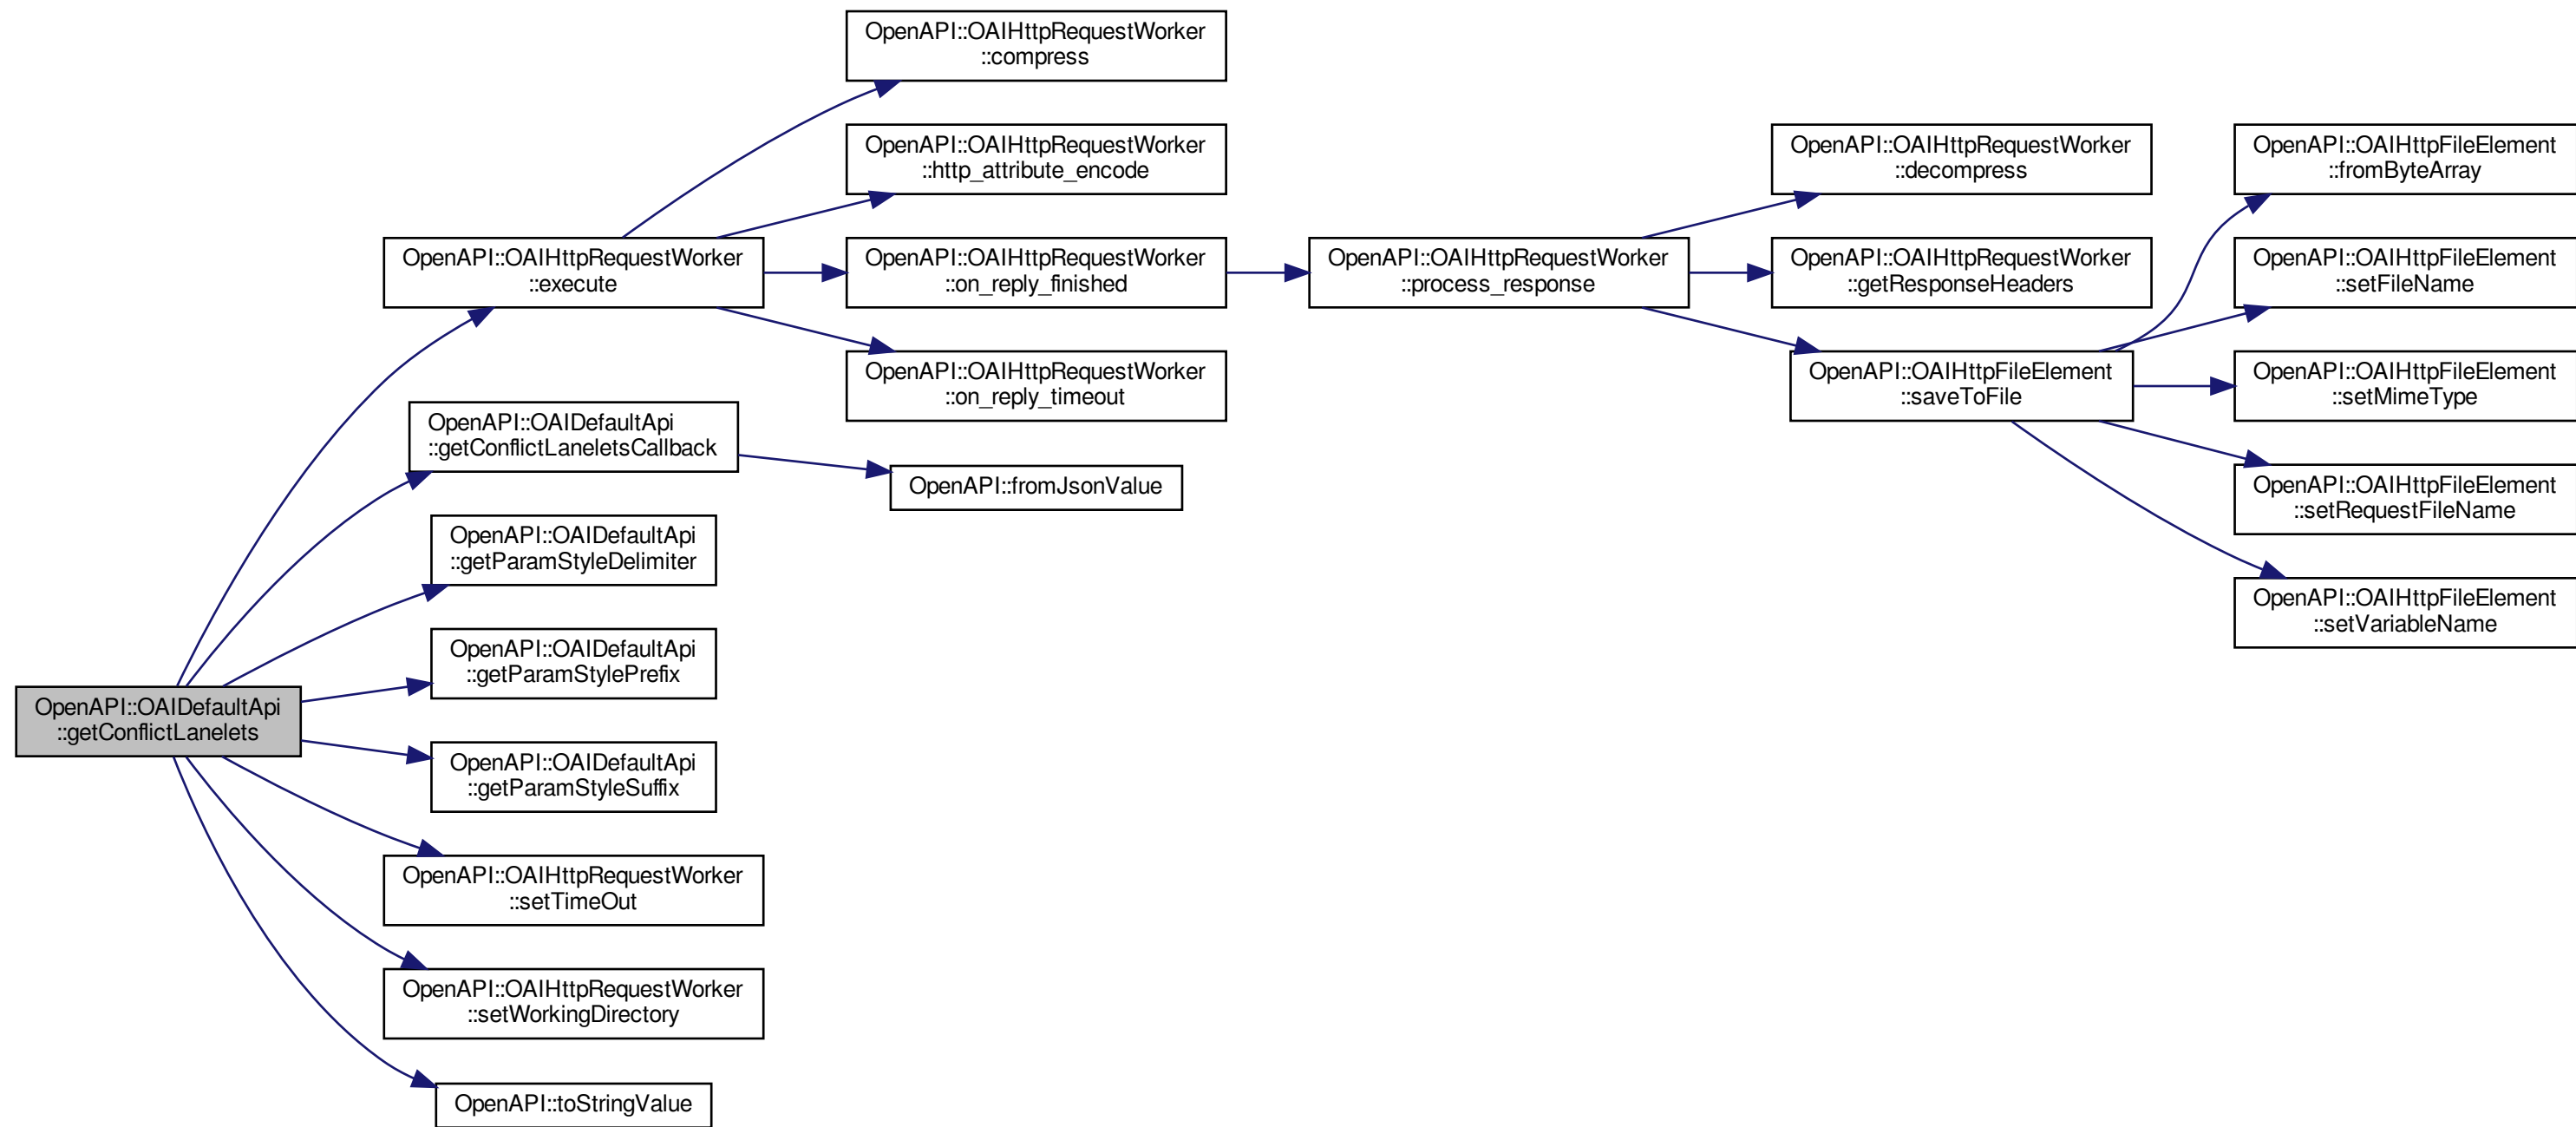 OpenAPI::OAIDefaultApi
::getConflictLanelets
OpenAPI::OAIHttpRequestWorker
::execute
OpenAPI::OAIHttpRequestWorker
::compress
OpenAPI::OAIHttpRequestWorker
::http_attribute_encode
OpenAPI::OAIHttpRequestWorker
::on_reply_finished
OpenAPI::OAIHttpRequestWorker
::process_response
OpenAPI::OAIHttpRequestWorker
::decompress
OpenAPI::OAIHttpRequestWorker
::getResponseHeaders
OpenAPI::OAIHttpFileElement
::saveToFile
OpenAPI::OAIHttpFileElement
::fromByteArray
OpenAPI::OAIHttpFileElement
::setFileName
OpenAPI::OAIHttpFileElement
::setMimeType
OpenAPI::OAIHttpFileElement
::setRequestFileName
OpenAPI::OAIHttpFileElement
::setVariableName
OpenAPI::OAIHttpRequestWorker
::on_reply_timeout
OpenAPI::OAIDefaultApi
::getConflictLaneletsCallback
OpenAPI::fromJsonValue
OpenAPI::OAIDefaultApi
::getParamStyleDelimiter
OpenAPI::OAIDefaultApi
::getParamStylePrefix
OpenAPI::OAIDefaultApi
::getParamStyleSuffix
OpenAPI::OAIHttpRequestWorker
::setTimeOut
OpenAPI::OAIHttpRequestWorker
::setWorkingDirectory
OpenAPI::toStringValue